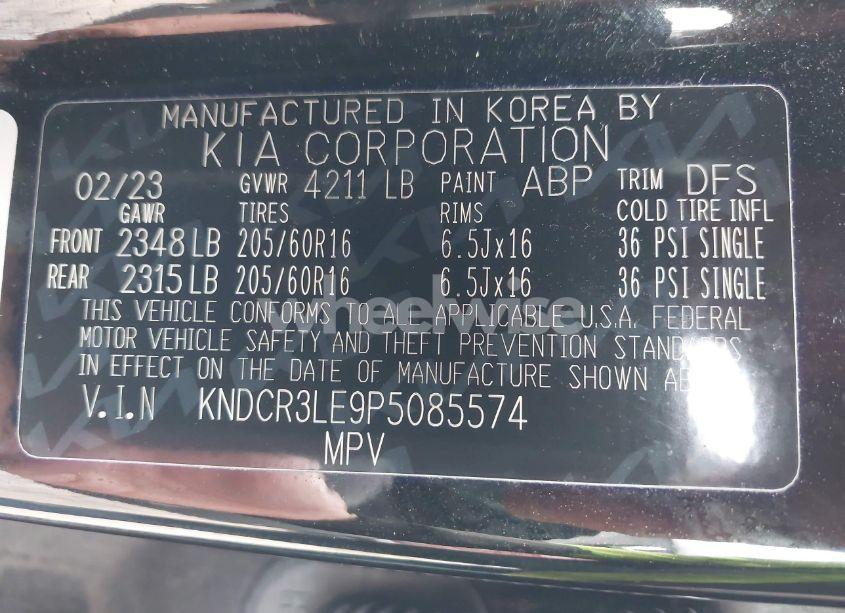 MANUFACTURED IN KOREA BY
KIA CORPORATION
02/23 GVWR 4211 LB PAINT ABP TRIM DFS
GAWR TIRES RIMS COLD TIRE INFL
FRONT 2348 LB 205/60R16 6.5Jx16 36 PSI SINGLE
REAR 2315 LB 205/60R16 6.5Jx16 36 PSI SINGLE
THIS VEHICLE CONFORMS TO ALL APPLICABLE U.S.A. FEDERAL
wheelwise
MOTOR VEHICLE SAFETY AND THEFT PREVENTION STANDARDS
IN EFFECT ON THE DATE OF MANUFACTURE SHOWN
V.I.N KNDCR3LE9P5085574
MPV